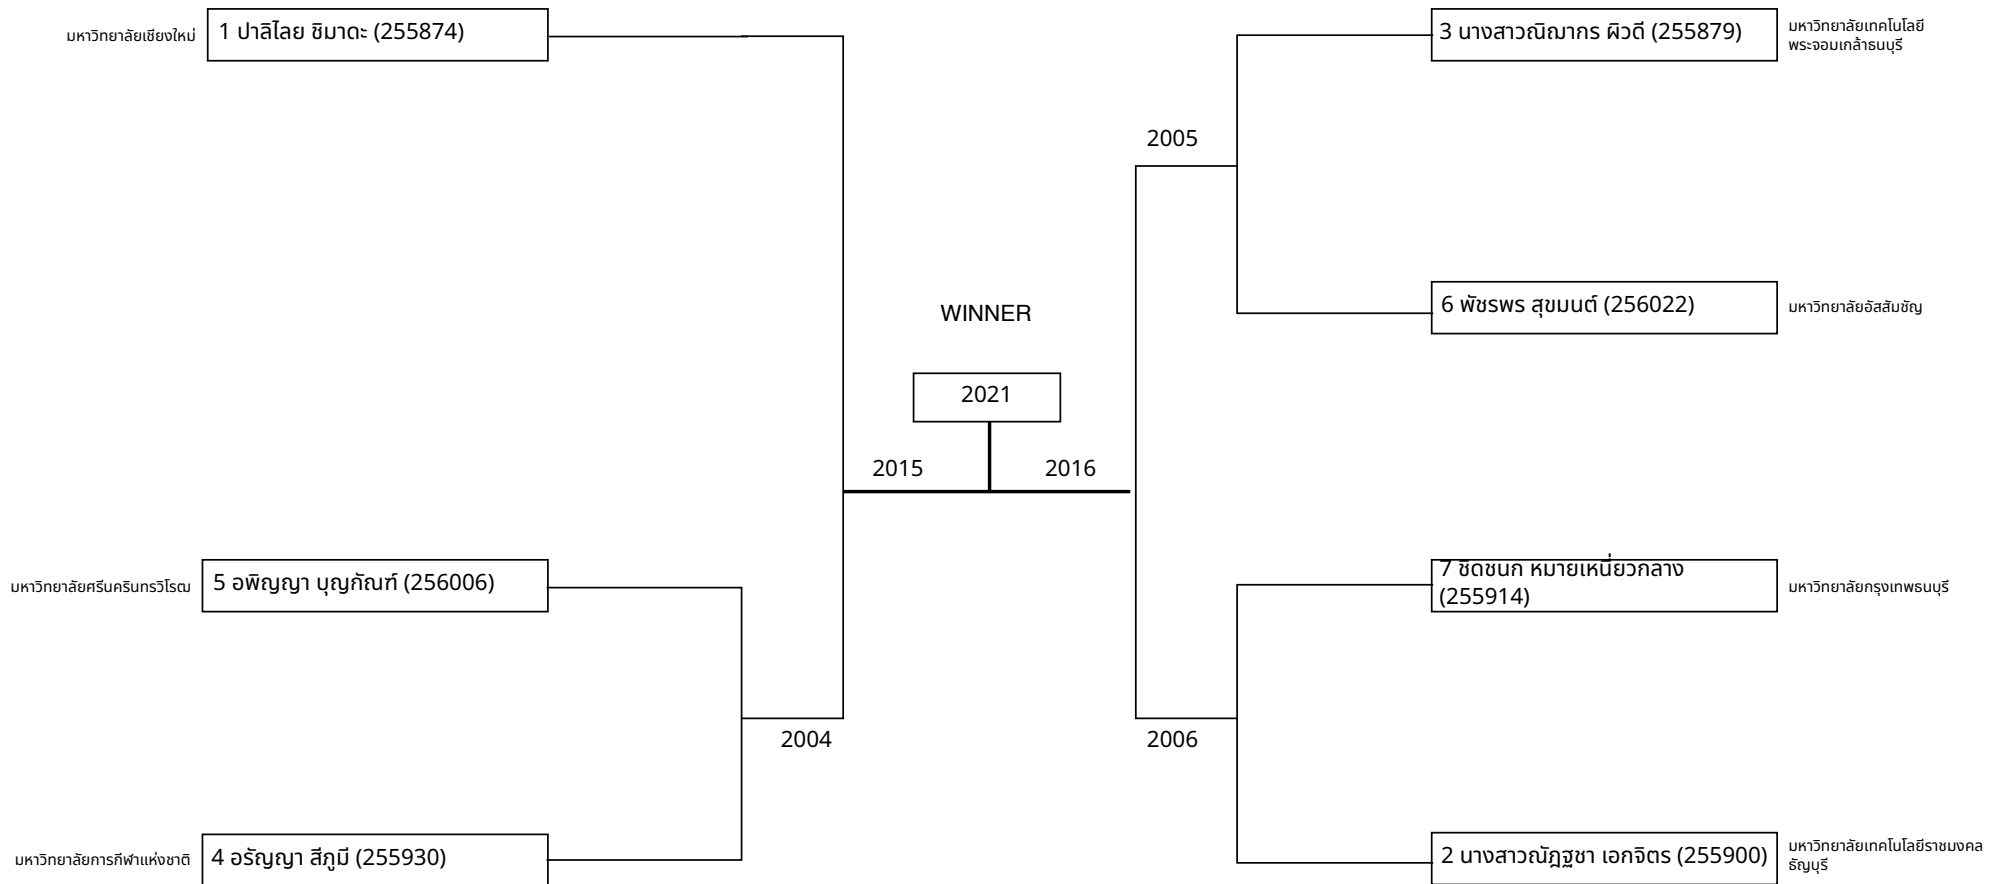 มหาวิทยาลัยเชียงใหม่
1 ปาลิไลย ชิมาดะ (255874)
3 นางสาวณิฌากร ผิวดี (255879)
มหาวิทยาลัยเทคโนโลยี
พระจอมเกล้าธนบุรี
2005
6 พัชรพร สุขมนต์ (256022)
มหาวิทยาลัยอัสสัมชัญ
WINNER
2021
2015
2016
มหาวิทยาลัยศรีนครินทรวิโรฒ
5 อพิญญา บุญกัณฑ์ (256006)
7 ชิดชนก หมายเหนี่ยวกลาง
(255914)
มหาวิทยาลัยกรุงเทพธนบุรี
2004
2006
มหาวิทยาลัยการกีฬาแห่งชาติ
4 อรัญญา สีภูมี (255930)
2 นางสาวณัฎฐชา เอกจิตร (255900)
มหาวิทยาลัยเทคโนโลยีราชมงคล
ธัญบุรี